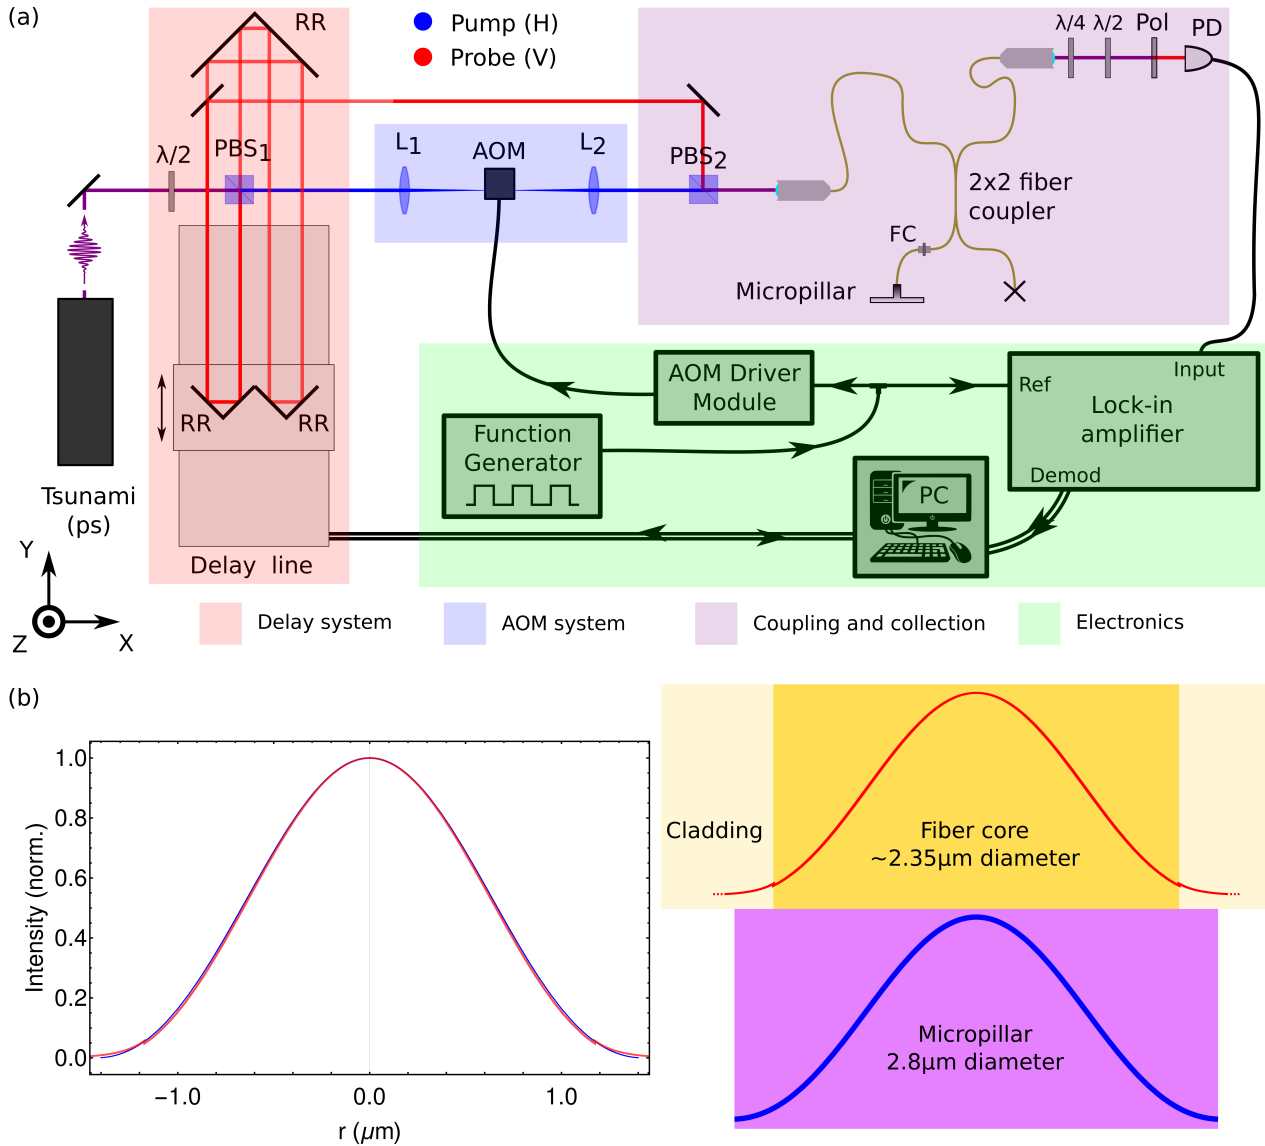 (a)
RR
Pump (H)
Probe (V)
λ/4 λ/2 Pol PD
λ/2
PBS1
L1
AOM
L2
PBS2
2x2 fiber
coupler
FC
Micropillar
RR
RR
Tsunami
(ps)
Delay line
AOM Driver
Module
Function
Generator
Ref
Input
Lock-in
amplifier
Demod
PC
Y
Z
X
Delay system
AOM system
Coupling and collection
Electronics
(b)
Intensity (norm.)
1.0
0.8
0.6
0.4
0.2
0.0
−1.0
0.0
1.0
r (μm)
Cladding
Fiber core
~2.35μm diameter
Micropillar
2.8μm diameter